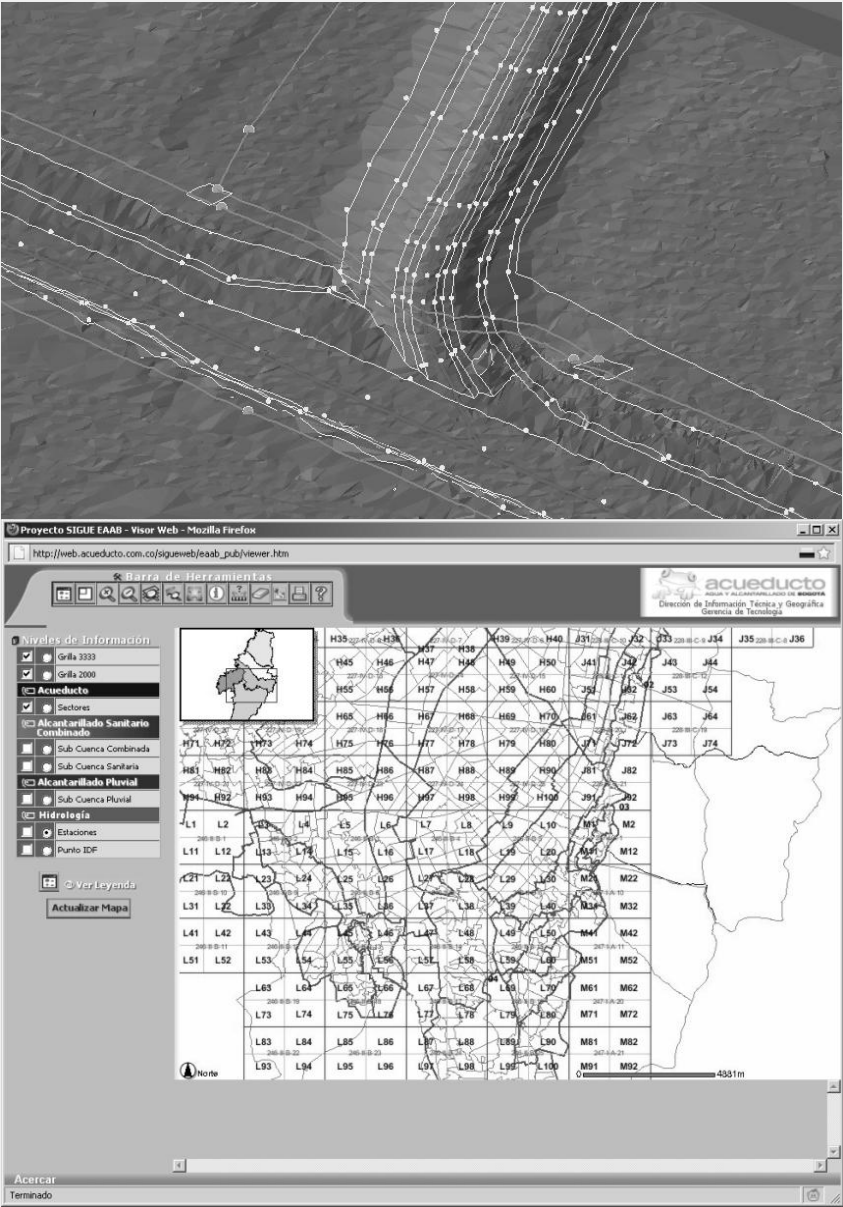 Proyecto SIGUE EAAB - Visor Web - Mozilla Firefox
http://web.acueducto.com.co/sigueweb/eaab_pub/viewer.htm
Barra de Herramientas
acueducto
AGUA Y ALCANTARILLADO DE BOGOTÁ
Dirección de Información Técnica y Geográfica
Gerencia de Tecnología
Niveles de Información
Grilla 3333
Grilla 2000
Acueducto
Sectores
Alcantarillado Sanitario
Combinado
Sub Cuenca Combinada
Sub Cuenca Sanitaria
Alcantarillado Pluvial
Sub Cuenca Pluvial
Hidrología
Estaciones
Punto IDF
Ver Leyenda
Actualizar Mapa
H35 H36 H37 H38 H39 H40 J31 J32 J33 J34 J35 J36
H45 H46 H47 H48 H49 H50 J41 J42 J43 J44
H55 H56 H57 H58 H59 H60 J51 J52 J53 J54
02
H65 H66 H67 H68 H69 H70 J61 J62 J63 J64
H71 H72 H73 H74 H75 H76 H77 H78 H79 H80 J71 J72 J73 J74
H81 H82 H83 H84 H85 H86 H87 H88 H89 H90 J81 J82
H91 H92 H93 H94 H95 H96 H97 H98 H99 H100 J91 J92
03
L1 L2 L3 L4 L5 L6 L7 L8 L9 L10 M1 M2
L11 L12 L13 L14 L15 L16 L17 L18 L19 L20 M11 M12
L21 L22 L23 L24 L25 L26 L27 L28 L29 L30 M21 M22
L31 L32 L33 L34 L35 L36 L37 L38 L39 L40 M31 M32
L41 L42 L43 L44 L45 L46 L47 L48 L49 L50 M41 M42
L51 L52 L53 L54 L55 L56 L57 L58 L59 L60 M51 M52
L63 L64 L65 L66 L67 L68 L69 L70 M61 M62
L73 L74 L75 L76 L77 L78 L79 L80 M71 M72
L83 L84 L85 L86 L87 L88 L89 L90 M81 M82
L93 L94 L95 L96 L97 L98 L99 L100 M91 M92
Norte
0 4881m
Acercar
Terminado